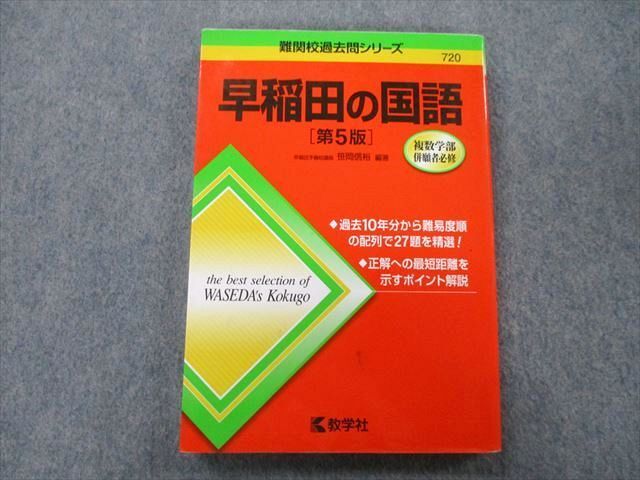 難関校過去問シリーズ
720
早稲田の国語
[第5版]
笹岡信裕 編著
複数学部
併願者必修
◆過去10年分から難易度順
の配列で27題を精選!
◆正解への最短距離を
示すポイント解説
the best selection of
WASEDA's Kokugo
教学社